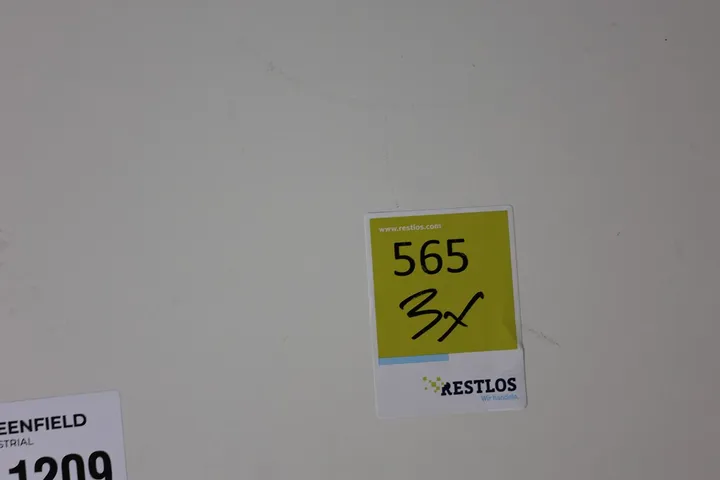 www.restlos.com
565
3x
RESTLOS
Wir handeln.
EENFIELD
STRIAL
1209